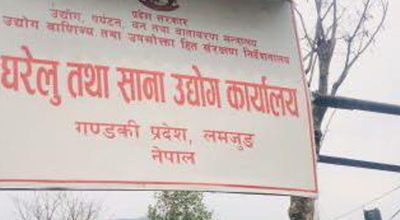 प्रदेश सरकार
उद्योग, पर्यटन, वन तथा वातावरण मन्त्रालय
उद्योग वाणिज्य तथा उपभोक्ता हित संरक्षण निर्देशनालय
घरेलु तथा साना उद्योग कार्यालय
गण्डकी प्रदेश, लमजुङ
नेपाल